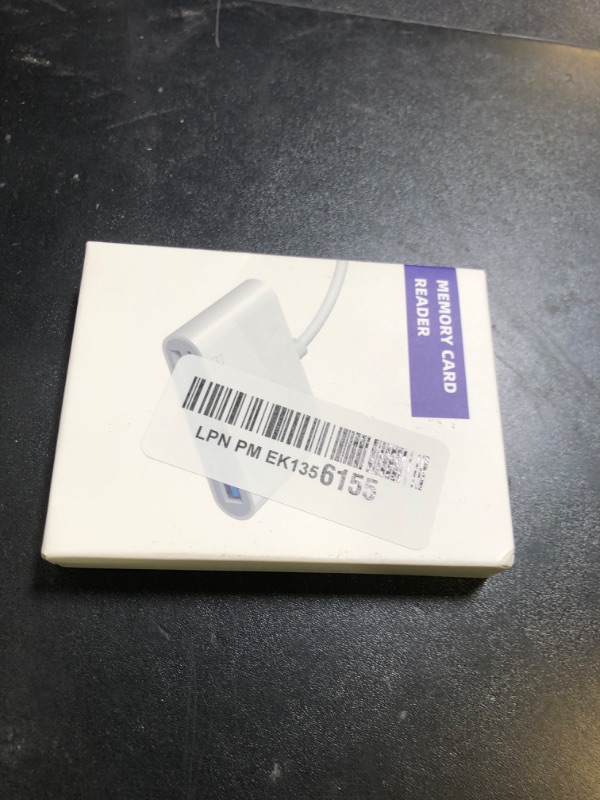 MEMORY CARD
READER
LPN PM EK1356155